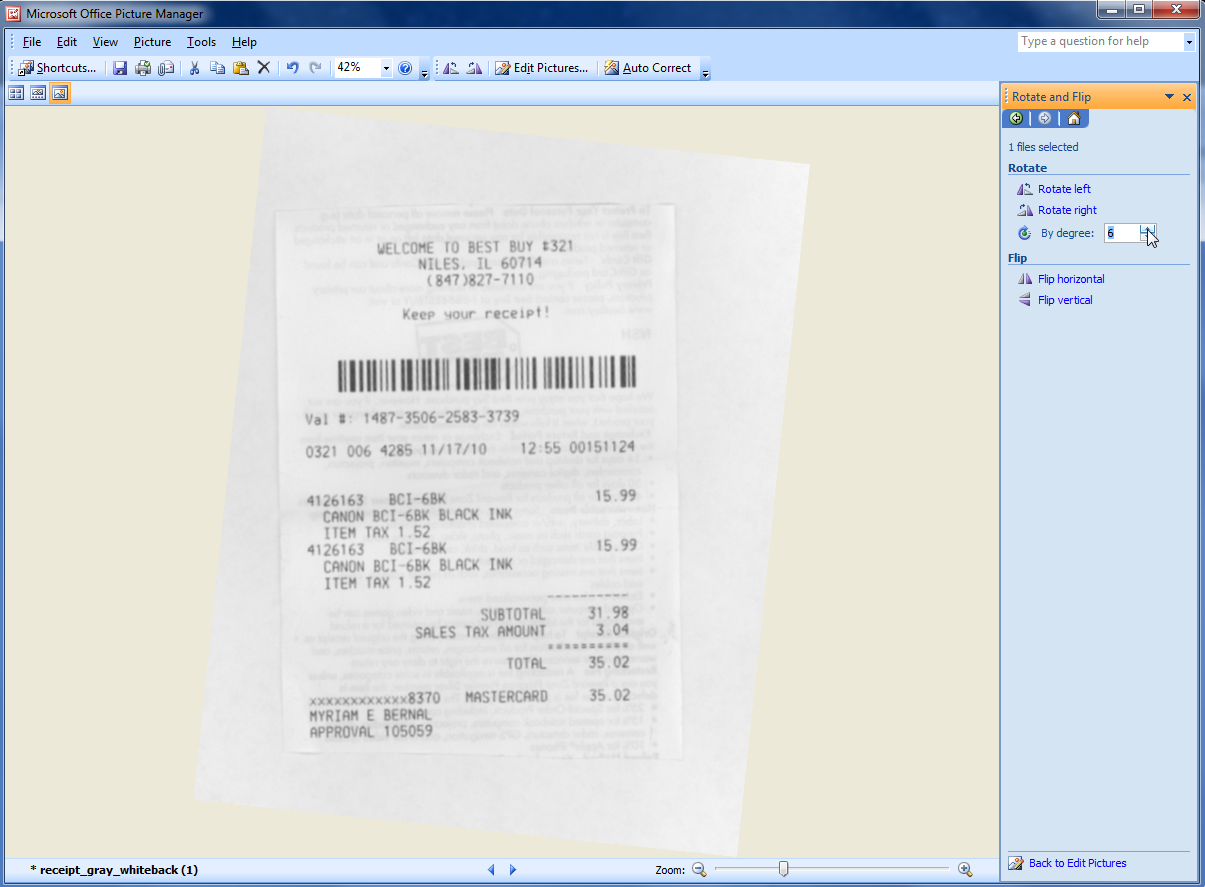 Microsoft Office Picture Manager
File Edit View Picture Tools Help
Type a question for help
Shortcuts... 42% Edit Pictures... Auto Correct
Rotate and Flip
1 files selected
Rotate
Rotate left
Rotate right
By degree: 6
Flip
Flip horizontal
Flip vertical
WELCOME TO BEST BUY #321
NILES, IL 60714
(847)827-7110
Keep your receipt!
Val #: 1487-3506-2583-3739
0321 006 4285 11/17/10 12:55 00151124
4126163 BCI-6BK 15.99
CANON BCI-6BK BLACK INK
ITEM TAX 1.52
4126163 BCI-6BK 15.99
CANON BCI-6BK BLACK INK
ITEM TAX 1.52
----------
SUBTOTAL 31.98
SALES TAX AMOUNT 3.04
==========
TOTAL 35.02
xxxxxxxxxxxx8370 MASTERCARD 35.02
MYRIAM E BERNAL
APPROVAL 105059
Back to Edit Pictures
* receipt_gray_whiteback (1)
Zoom: